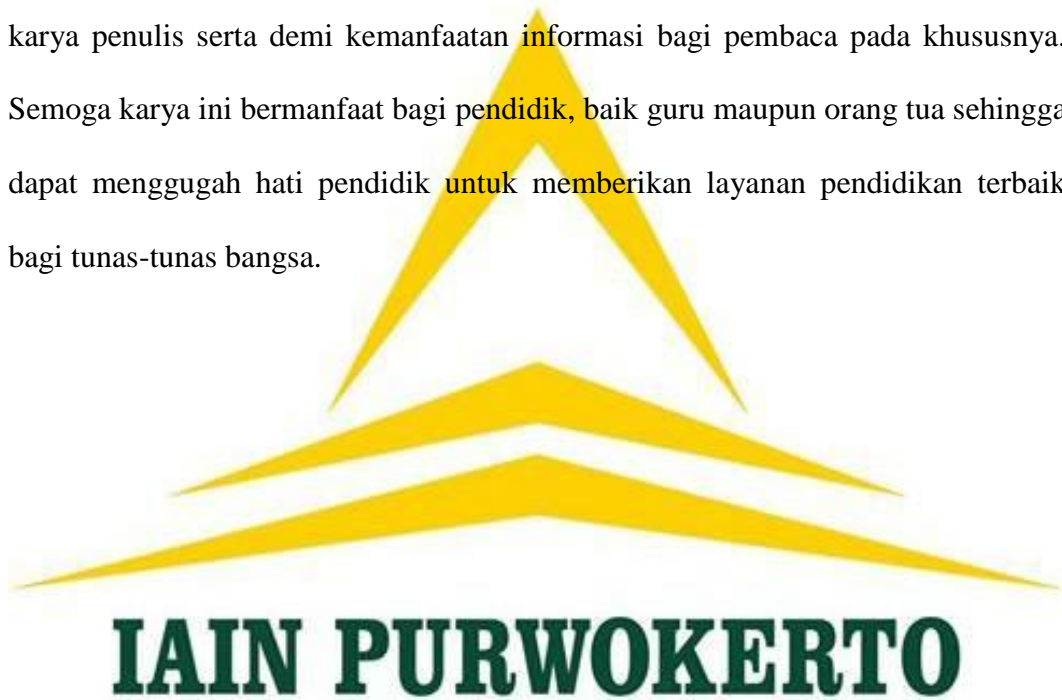 karya penulis serta demi kemanfaatan informasi bagi pembaca pada khususnya.
Semoga karya ini bermanfaat bagi pendidik, baik guru maupun orang tua sehingga
dapat menggugah hati pendidik untuk memberikan layanan pendidikan terbaik
bagi tunas-tunas bangsa.
IAIN PURWOKERTO